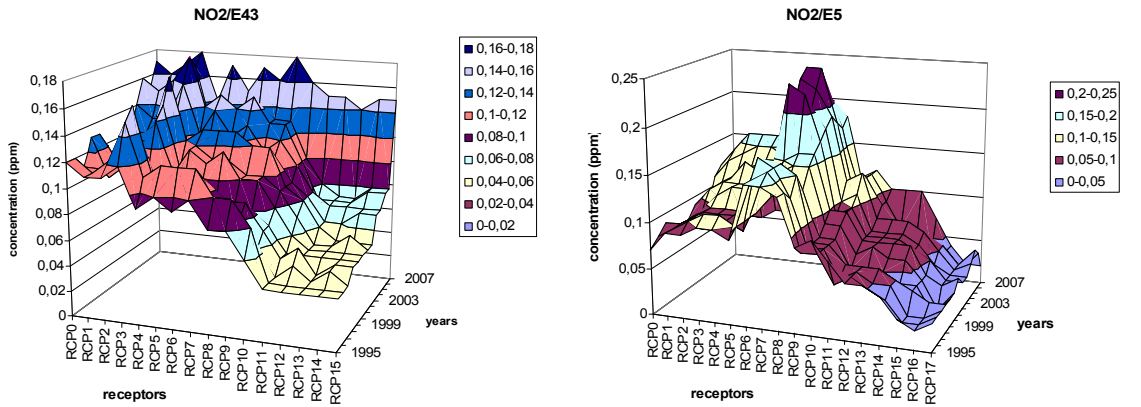 NO2/E43
0,18
0,16
0,14
0,12
0,1
0,08
0,06
0,04
0,02
0
concentration (ppm)
RCP0
RCP1
RCP2
RCP3
RCP4
RCP5
RCP6
RCP7
RCP8
RCP9
RCP10
RCP11
RCP12
RCP13
RCP14
RCP15
receptors
1995
1999
2003
2007
years
0,16-0,18
0,14-0,16
0,12-0,14
0,1-0,12
0,08-0,1
0,06-0,08
0,04-0,06
0,02-0,04
0-0,02
NO2/E5
0,25
0,2
0,15
0,1
0,05
0
concentration (ppm)
RCP0
RCP1
RCP2
RCP3
RCP4
RCP5
RCP6
RCP7
RCP8
RCP9
RCP10
RCP11
RCP12
RCP13
RCP14
RCP15
RCP16
RCP17
receptors
1995
1999
2003
2007
years
0,2-0,25
0,15-0,2
0,1-0,15
0,05-0,1
0-0,05